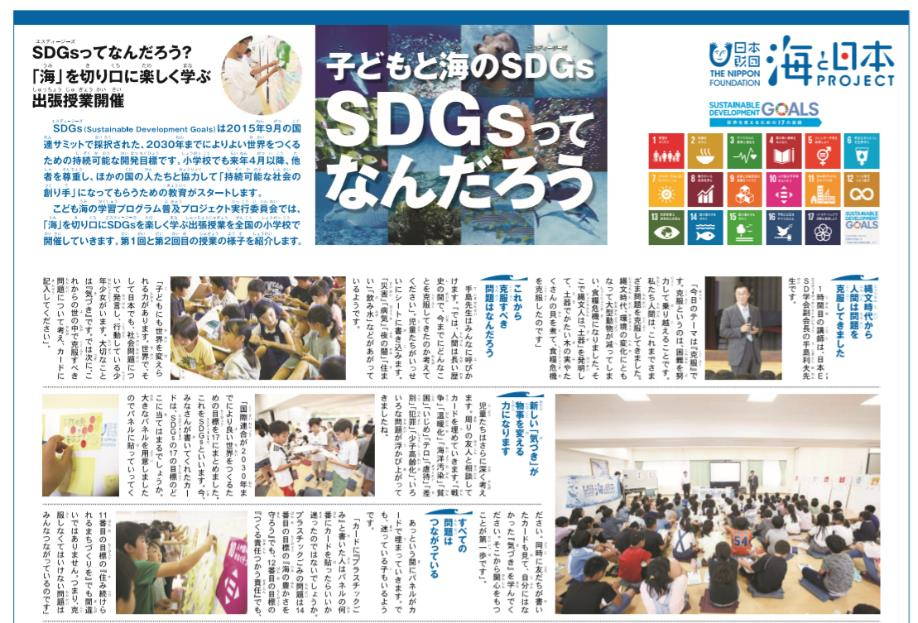 SDGsってなんだろう?
「海」を切り口に楽しく学ぶ
出張授業開催
子どもと海のSDGs
SDGsって
なんだろう
日本
財団
THE NIPPON
FOUNDATION
海と日本
PROJECT
SUSTAINABLE
DEVELOPMENT GOALS
世界を変えるための17の目標
SDGs(Sustainable Development Goals)は2015年9月の国
連サミットで採択された、2030年までによりよい世界をつくる
ための持続可能な開発目標です。小学校でも来年4月以降、他
者を尊重し、ほかの国の人たちと協力して「持続可能な社会の
創り手」になってもらうための教育がスタートします。
こども海の学習プログラム普及プロジェクト実行委員会では、
「海」を切り口にSDGsを楽しく学ぶ出張授業を全国の小学校で
開催していきます。第1回と第2回目の授業の様子を紹介します。
縄文時代から
人間は問題を
克服してきました
1時間目の講師は、日本E
SD学会副会長の手島利夫先
生です。
「今日のテーマは『克服』で
す。克服というのは、困難を努
力して乗り越えることです。
私たち人間は、これまでさま
ざま問題を克服してきました。
縄文時代、環境の変化にとも
なって大型動物が減ってしま
い、食糧危機になりました。そ
こで縄文人は『土器』を発明し
て、土器でかたい木の実やた
くさんの貝を煮て、食糧危機
を克服したのです」
これから
克服すべき
問題はなんだろう
手島先生はみんなに呼びか
けます。「では、人間は長い歴
史の間で、今までにどんなこ
とを克服してきたのか考えて
ください」。児童たちがいっせ
いにシートに書き込みます。
「災害」「病気」「夜の闇」「住ま
い」「飲み水」などがあがって
いるようです。
「子どもにも世界を変えら
れる力があります。世界で、そ
して日本でも、社会問題につ
いて発言し、行動している少
年少女がいます。大切なこと
は『気づき』です。では次に、こ
れからの世の中で克服すべき
問題について考え、カードに
記入してください」。
新しい「気づき」が
物事を変える
力になります
児童たちはさらに深く考え
ます。周りの友人と相談して
カードを埋めていきます。「戦
争」「温暖化」「海洋汚染」「貧
困」「いじめ」「テロ」「虐待」「差
別」「犯罪」「少子高齢化」、いろ
いろな問題が浮かび上がって
きましたね。
「国際連合が2030年ま
でにより良い世界をつくるた
めの目標を17にまとめました。
これをSDGsといいます。今、
みなさんが書いてくれたカー
ドは、SDGsの17の目標のど
こに当てはまるでしょうか。
大きなパネルを用意しました
のでパネルに貼っていってく
ださい。同時に友だちが書い
たカードも見て、自分にはな
かった『気づき』を学んでく
ださい。そこから関心をもつ
ことが第一歩です」。
すべての
問題は
つながっている
あっという間にパネルがカ
ードで埋まっていきます。で
も、迷っている子もいるよう
です。
「カードに『プラスチックご
み』と書いた人はパネルの何
番にカードを貼ったらいいか
迷ったのではないでしょうか。
プラスチックごみの問題は14
番目の目標の『海の豊かさを
守ろう』でも、12番目の目標の
『つくる責任つかう責任』でも、
11番目の目標の『住み続けら
れるまちづくりを』でも間違
いではありません。つまり、克
服しなくてはいけない問題は
みんなつながっているのです」